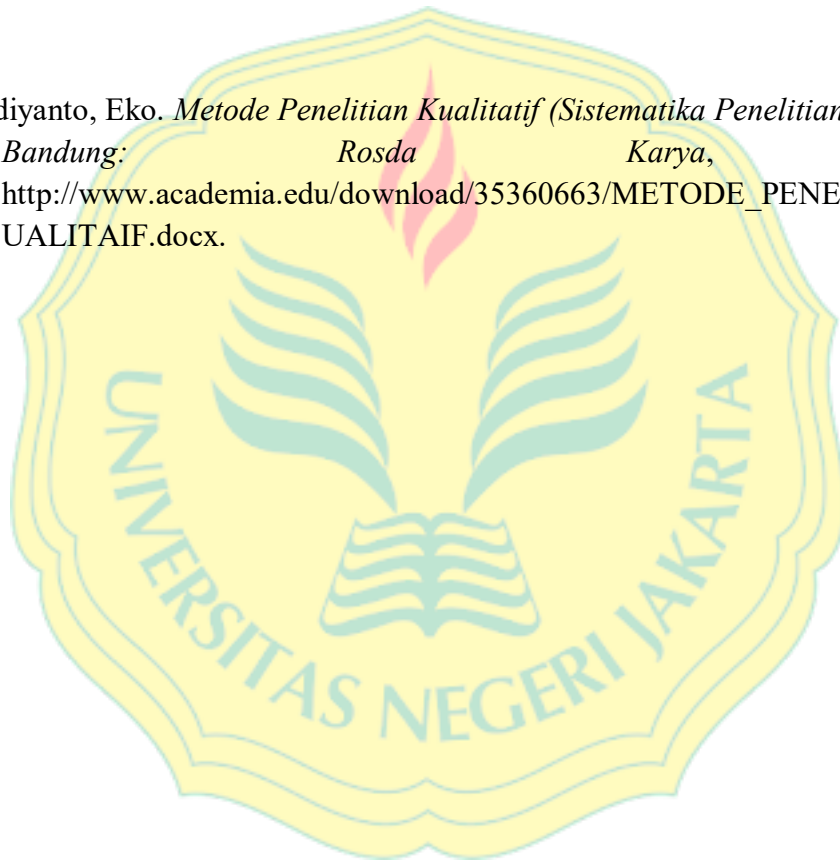 diyanto, Eko. Metode Penelitian Kualitatif (Sistematika Penelitian
Bandung: Rosda Karya,
http://www.academia.edu/download/35360663/METODE_PENE
UALITAIF.docx.
UNIVERSITAS NEGERI JAKARTA